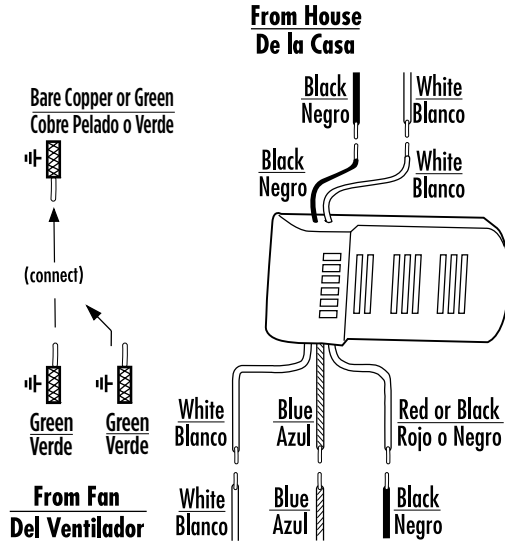 From House
De la Casa
Black
Negro
White
Blanco
Bare Copper or Green
Cobre Pelado o Verde
Black
Negro
White
Blanco
(connect)
Green
Verde
Green
Verde
White
Blanco
Blue
Azul
Red or Black
Rojo o Negro
From Fan
Del Ventilador
White
Blanco
Blue
Azul
Black
Negro